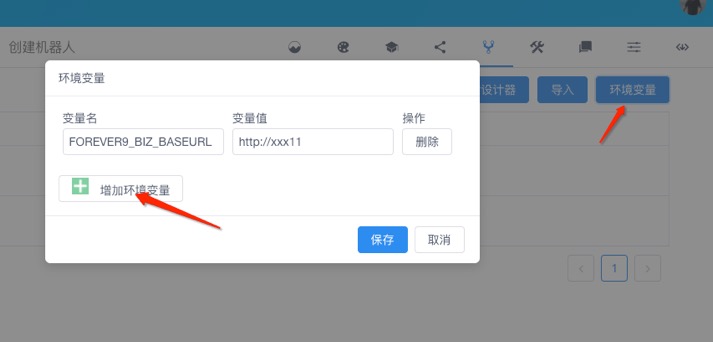 创建机器人
环境变量
设计器
导入
环境变量
变量名
变量值
操作
FOREVER9_BIZ_BASEURL
http://xxx11
删除
增加环境变量
保存
取消
1